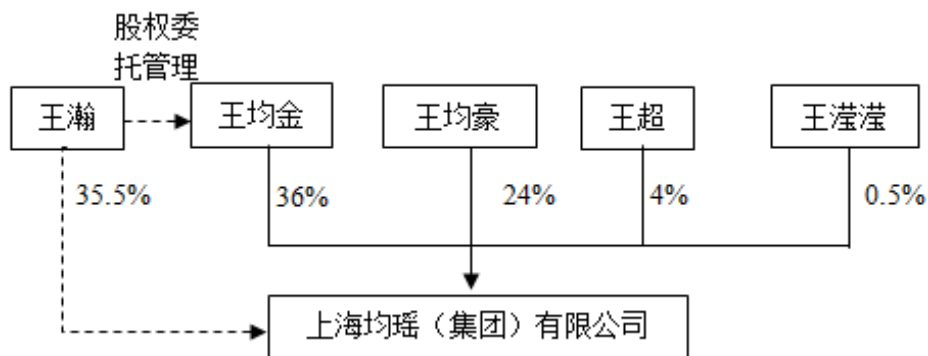 股权委
托管理
王瀚
王均金
王均豪
王超
王滢滢
35.5%
36%
24%
4%
0.5%
上海均瑶（集团）有限公司